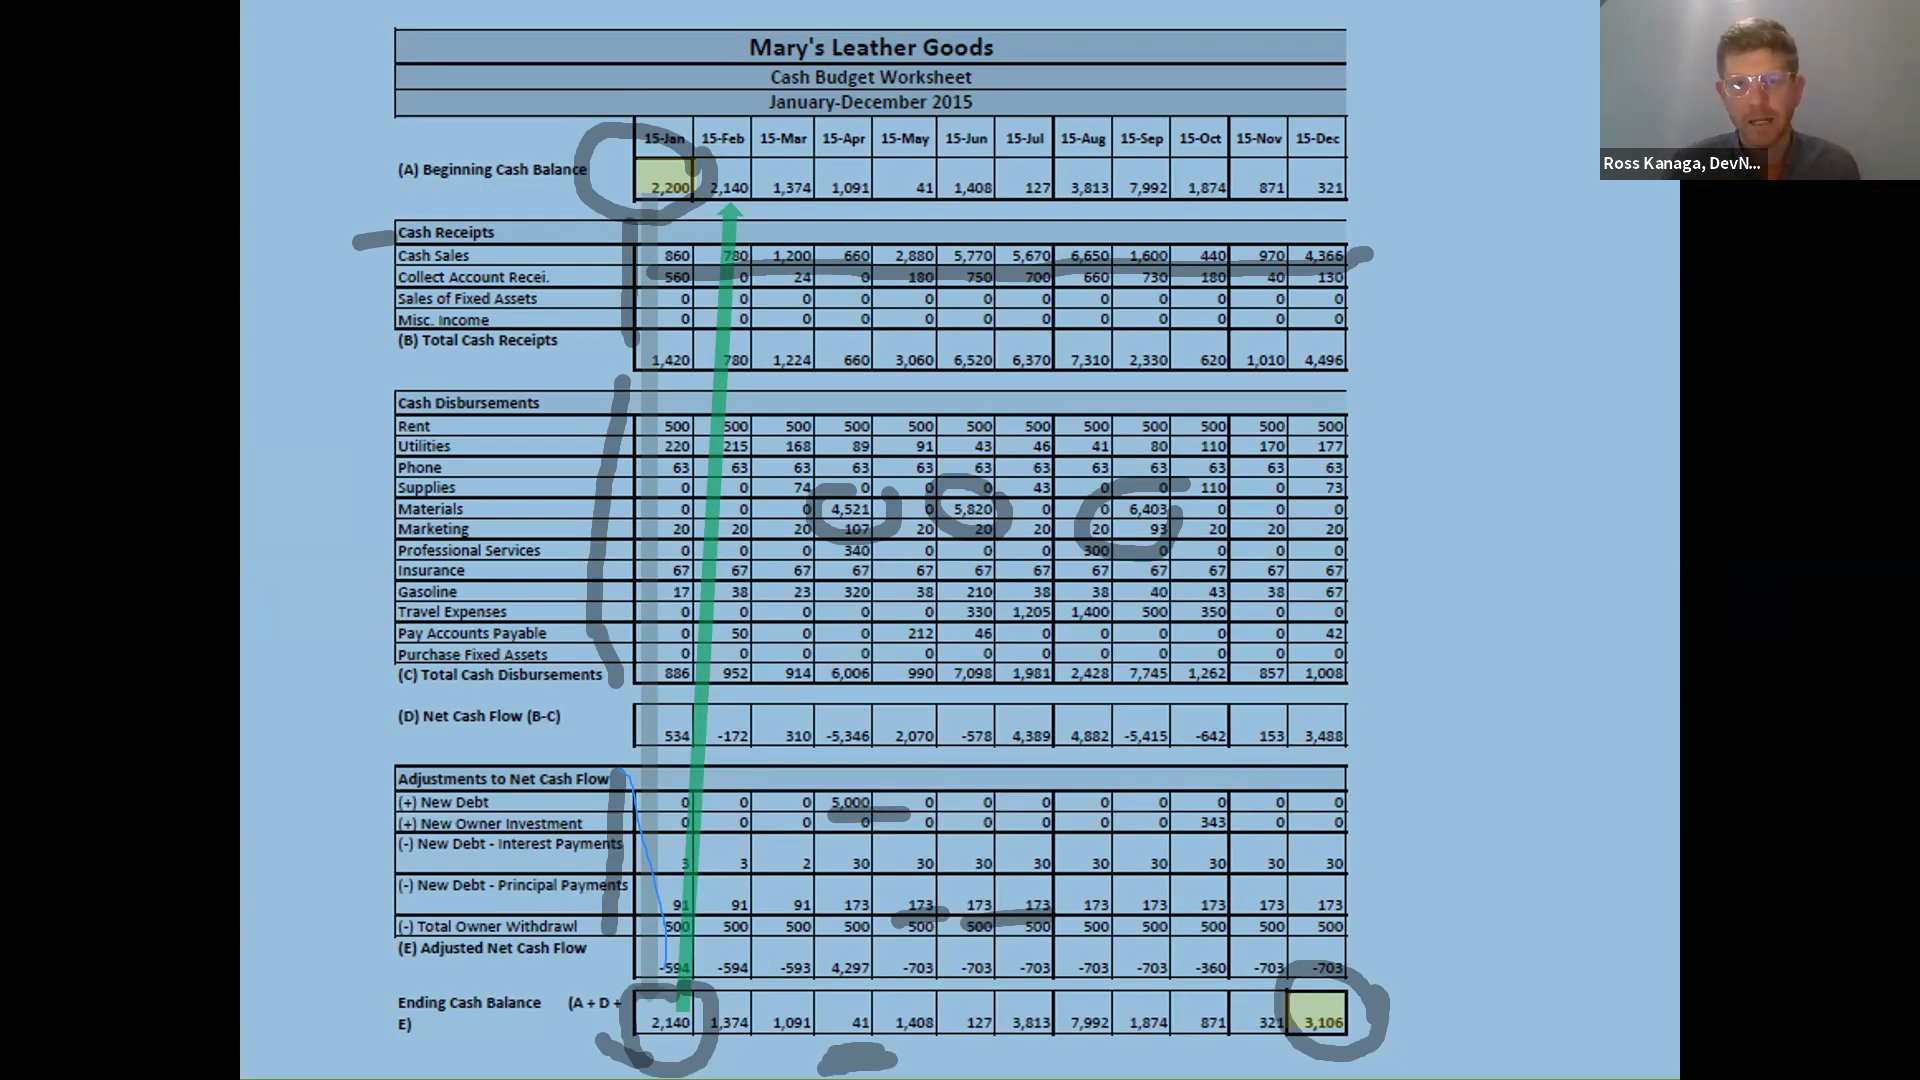 Mary's Leather Goods
Cash Budget Worksheet
January-December 2015
15-Jan 15-Feb 15-Mar 15-Apr 15-May 15-Jun 15-Jul 15-Aug 15-Sep 15-Oct 15-Nov 15-Dec
(A) Beginning Cash Balance 2,200 2,140 1,374 1,091 41 1,408 127 3,813 7,992 1,874 871 321
Cash Receipts
Cash Sales 860 780 1,200 660 2,880 5,770 5,670 6,650 1,600 440 970 4,366
Collect Account Recei. 560 0 24 0 180 750 700 660 730 180 40 130
Sales of Fixed Assets 0 0 0 0 0 0 0 0 0 0 0 0
Misc. Income 0 0 0 0 0 0 0 0 0 0 0 0
(B) Total Cash Receipts 1,420 780 1,224 660 3,060 6,520 6,370 7,310 2,330 620 1,010 4,496
Cash Disbursements
Rent 500 500 500 500 500 500 500 500 500 500 500 500
Utilities 220 215 168 89 91 43 46 41 80 110 170 177
Phone 63 63 63 63 63 63 63 63 63 63 63 63
Supplies 0 0 74 0 0 0 43 0 0 110 0 73
Materials 0 0 0 4,521 0 5,820 0 0 6,403 0 0 0
Marketing 20 20 20 107 20 20 20 20 93 20 20 20
Professional Services 0 0 0 340 0 0 0 300 0 0 0 0
Insurance 67 67 67 67 67 67 67 67 67 67 67 67
Gasoline 17 38 23 320 38 210 38 38 40 43 38 67
Travel Expenses 0 0 0 0 0 330 1,205 1,400 500 350 0 0
Pay Accounts Payable 0 50 0 0 212 46 0 0 0 0 0 42
Purchase Fixed Assets 0 0 0 0 0 0 0 0 0 0 0 0
(C) Total Cash Disbursements 886 952 914 6,006 990 7,098 1,981 2,428 7,745 1,262 857 1,008
(D) Net Cash Flow (B-C) 534 -172 310 -5,346 2,070 -578 4,389 4,882 -5,415 -642 153 3,488
Adjustments to Net Cash Flow
(+) New Debt 0 0 0 5,000 0 0 0 0 0 0 0 0
(+) New Owner Investment 0 0 0 0 0 0 0 0 0 343 0 0
(-) New Debt - Interest Payments 3 3 2 30 30 30 30 30 30 30 30 30
(-) New Debt - Principal Payments 91 91 91 173 173 173 173 173 173 173 173 173
(-) Total Owner Withdrawl 500 500 500 500 500 500 500 500 500 500 500 500
(E) Adjusted Net Cash Flow -594 -594 -593 4,297 -703 -703 -703 -703 -703 -360 -703 -703
Ending Cash Balance (A + D +
E) 2,140 1,374 1,091 41 1,408 127 3,813 7,992 1,874 871 321 3,106
Ross Kanaga, DevN...